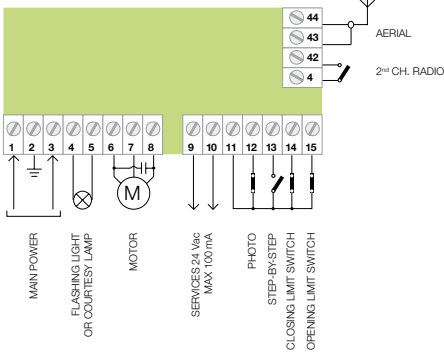 44
43
AERIAL
42
4
2nd CH. RADIO
1 2 3 4 5 6 7 8 9 10 11 12 13 14 15
M
MAIN POWER
FLASHING LIGHT
OR COURTESY LAMP
MOTOR
SERVICES 24 Vac
MAX 100 mA
PHOTO
STEP-BY-STEP
CLOSING LIMIT SWITCH
OPENING LIMIT SWITCH